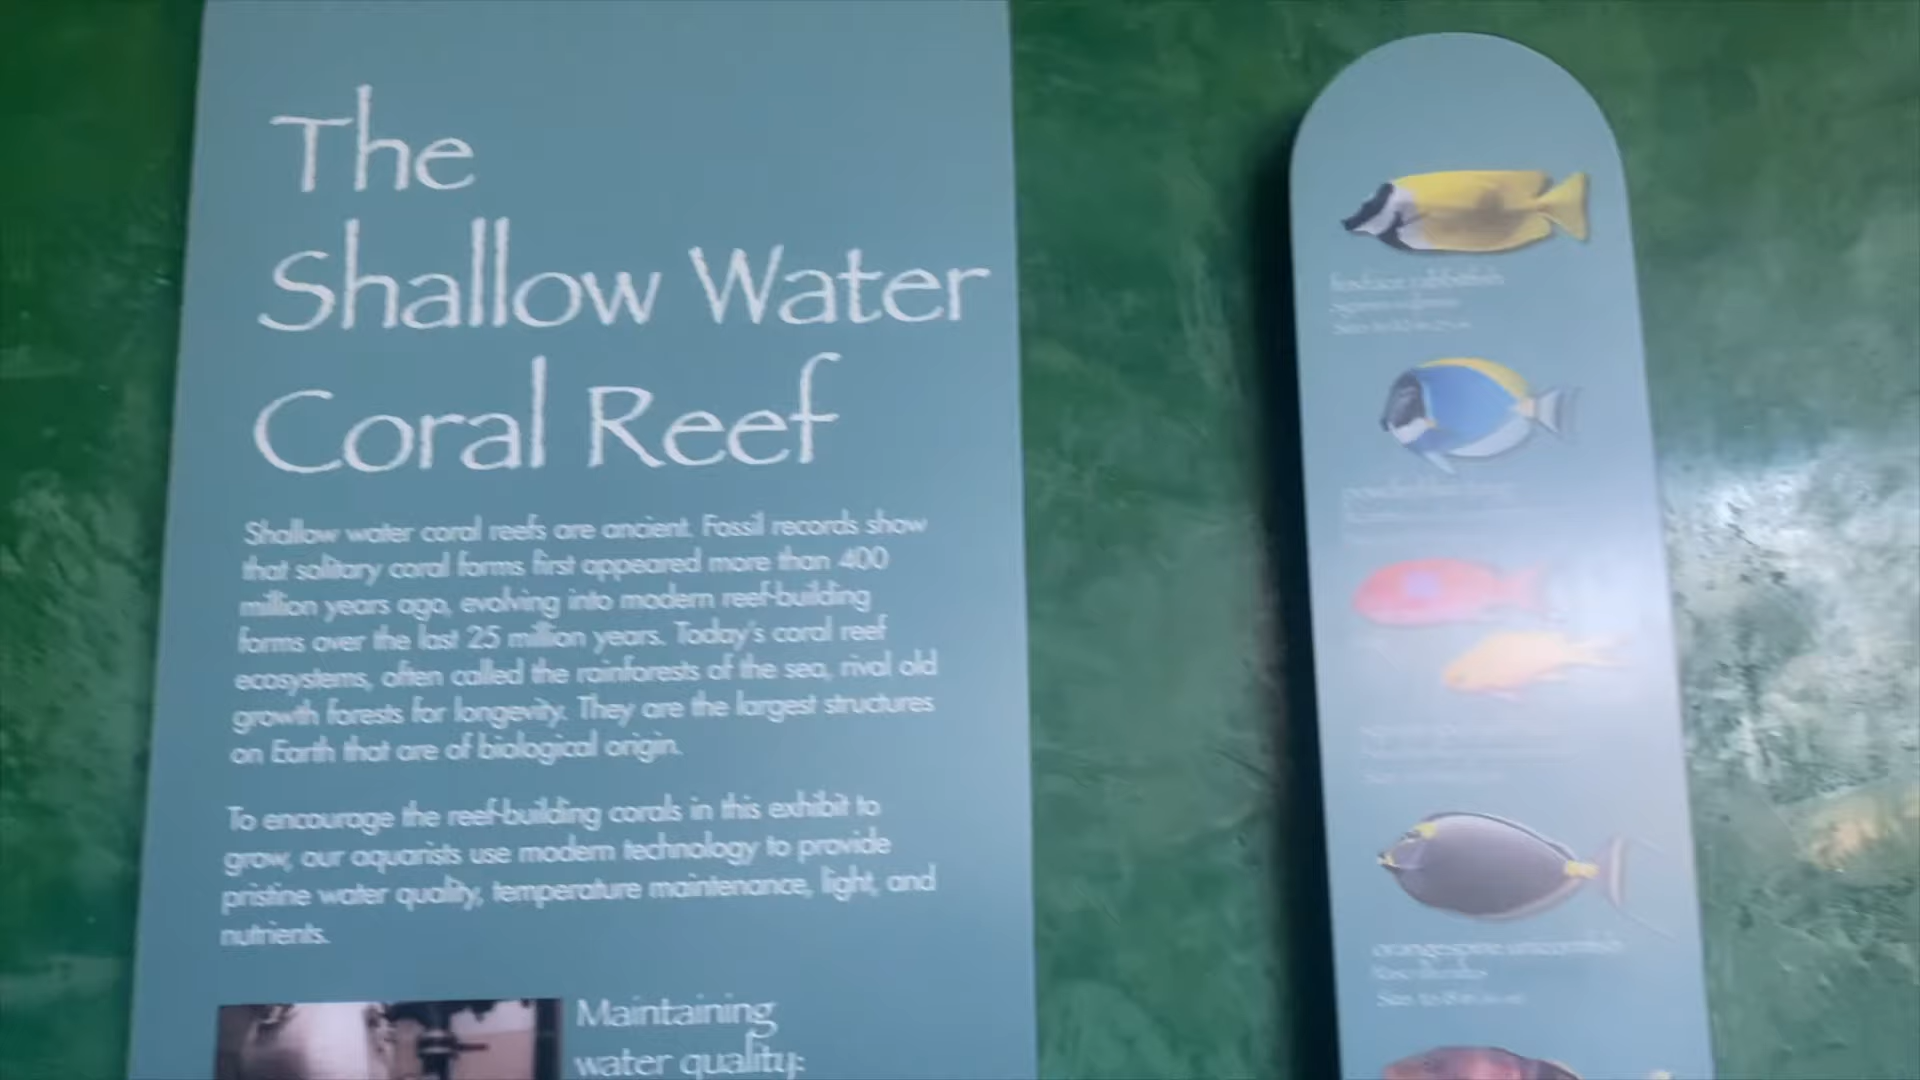 The
Shallow Water
Coral Reef
Shallow water coral reefs are ancient. Fossil records show
that solitary coral forms first appeared more than 400
million years ago, evolving into modern reef-building
forms over the last 25 million years. Today's coral reef
ecosystems, often called the rainforests of the sea, rival old
growth forests for longevity. They are the largest structures
on Earth that are of biological origin.
To encourage the reef-building corals in this exhibit to
grow, our aquarists use modern technology to provide
pristine water quality, temperature maintenance, light, and
nutrients.
Maintaining
water quality:
foxface rabbitfish
orangespine unicornfish